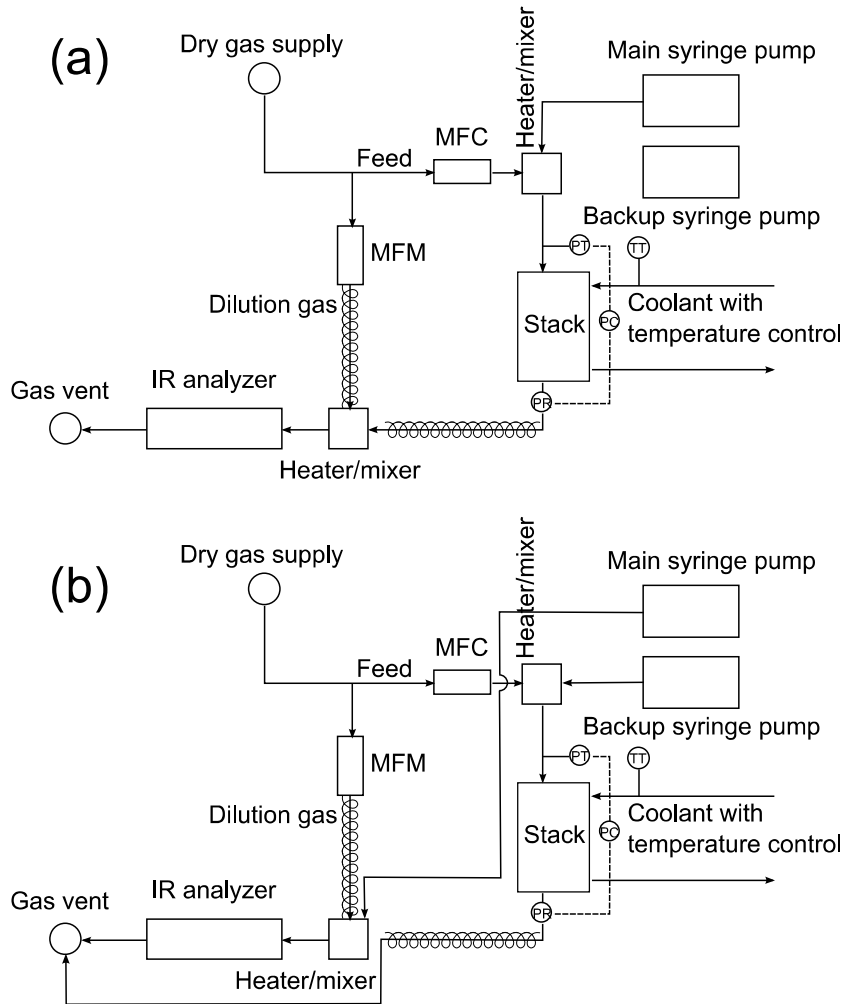 (a)
Dry gas supply
Heater/mixer
Main syringe pump
MFC
Feed
Backup syringe pump
PT
TT
MFM
Dilution gas
Stack
PC
Coolant with
temperature control
IR analyzer
Gas vent
PR
Heater/mixer
(b)
Dry gas supply
Heater/mixer
Main syringe pump
MFC
Feed
Backup syringe pump
PT
TT
MFM
Dilution gas
Stack
PC
Coolant with
temperature control
IR analyzer
Gas vent
PR
Heater/mixer